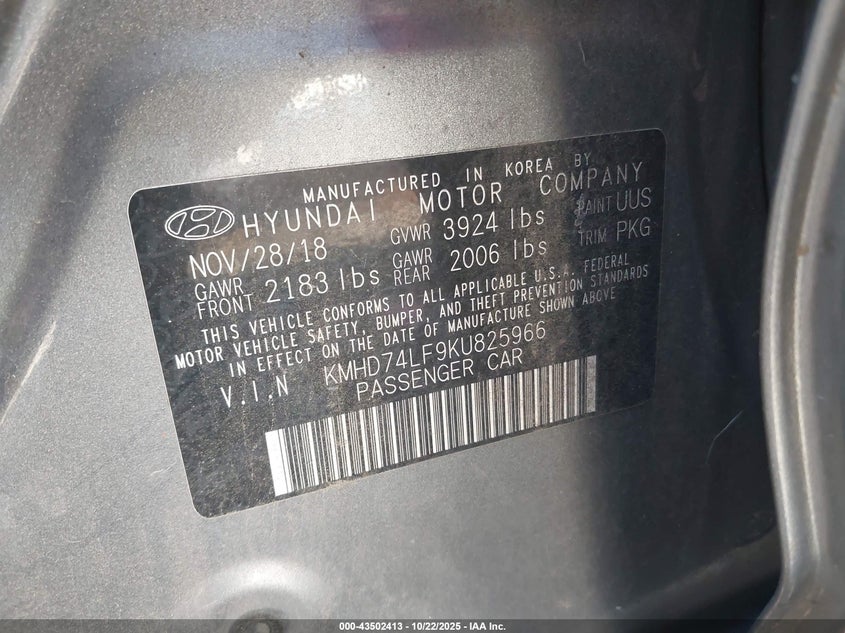 MANUFACTURED IN KOREA BY
HYUNDAI MOTOR COMPANY
NOV/28/18 GVWR 3924 lbs PAINT UUS
GAWR FRONT 2183 lbs GAWR REAR 2006 lbs TRIM PKG
THIS VEHICLE CONFORMS TO ALL APPLICABLE U.S.A. FEDERAL
MOTOR VEHICLE SAFETY, BUMPER, AND THEFT PREVENTION STANDARDS
IN EFFECT ON THE DATE OF MANUFACTURE SHOWN ABOVE
V.I.N KMHD74LF9KU825966
PASSENGER CAR
000-43502413 - 10/22/2025 - IAA Inc.